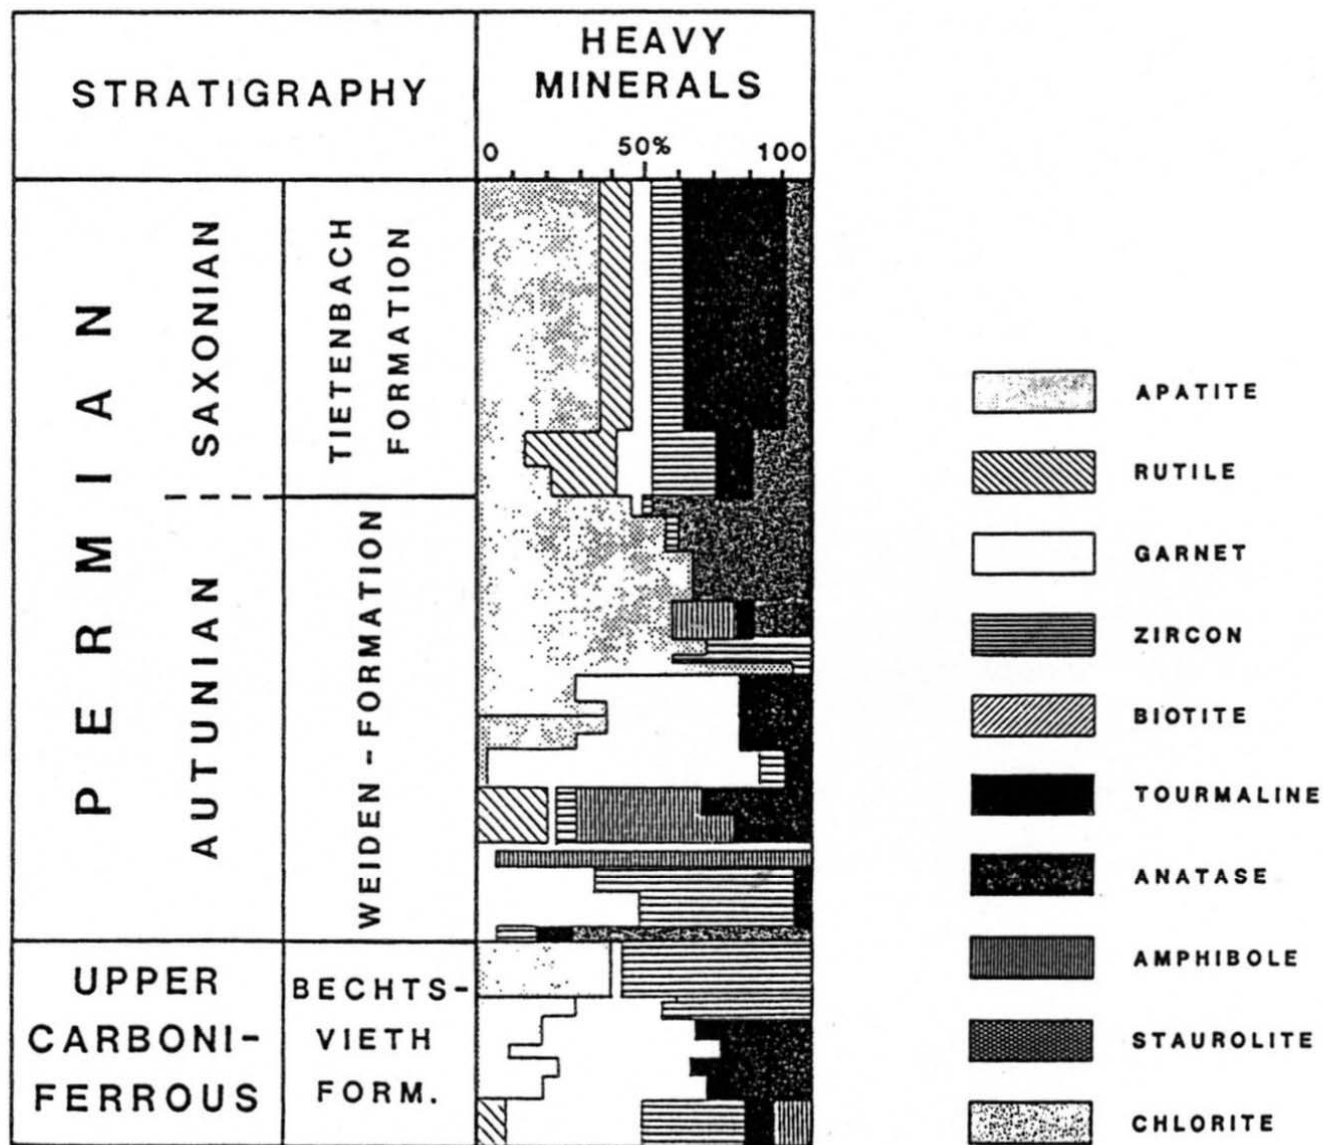 STRATIGRAPHY
HEAVY
MINERALS
0 50% 100
PERMIAN
SAXONIAN
TIETENBACH
FORMATION
AUTUNIAN
WEIDEN-FORMATION
UPPER
CARBONI-
FERROUS
BECHTS-
VIETH
FORM.
APATITE
RUTILE
GARNET
ZIRCON
BIOTITE
TOURMALINE
ANATASE
AMPHIBOLE
STAUROLITE
CHLORITE